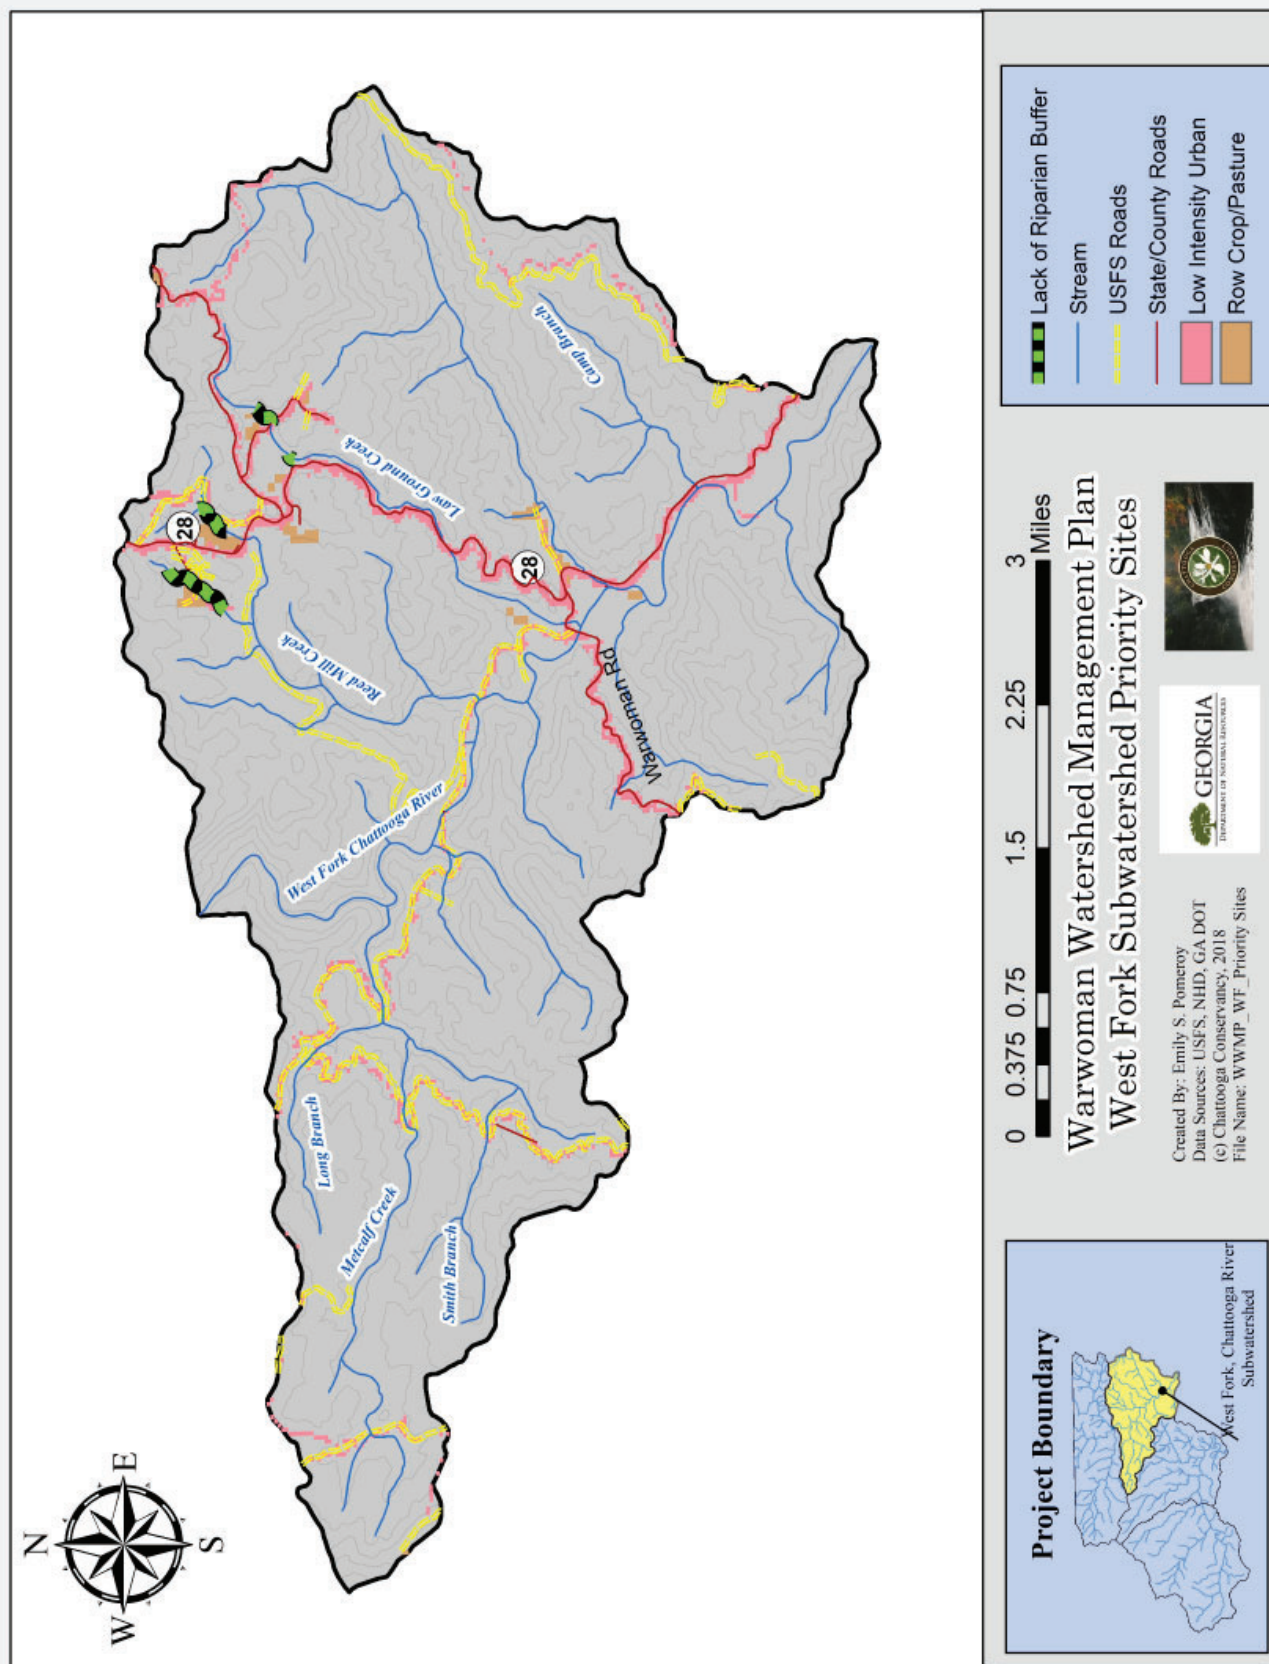 N
W
E
S
Long Branch
Metcalf Creek
Smith Branch
West Fork Chattooga River
Reed Mill Creek
Law Ground Creek
Camp Branch
Warwoman Rd
28
28
Project Boundary
West Fork, Chattooga River
Subwatershed
0 0.375 0.75 1.5 2.25 3
Miles
Warwoman Watershed Management Plan
West Fork Subwatershed Priority Sites
Created By: Emily S. Pomeroy
Data Sources: USFS, NHD, GA DOT
(c) Chattooga Conservancy, 2018
File Name: WWMP_WF_Priority Sites
GEORGIA
DEPARTMENT OF NATURAL RESOURCES
Lack of Riparian Buffer
Stream
USFS Roads
State/County Roads
Low Intensity Urban
Row Crop/Pasture